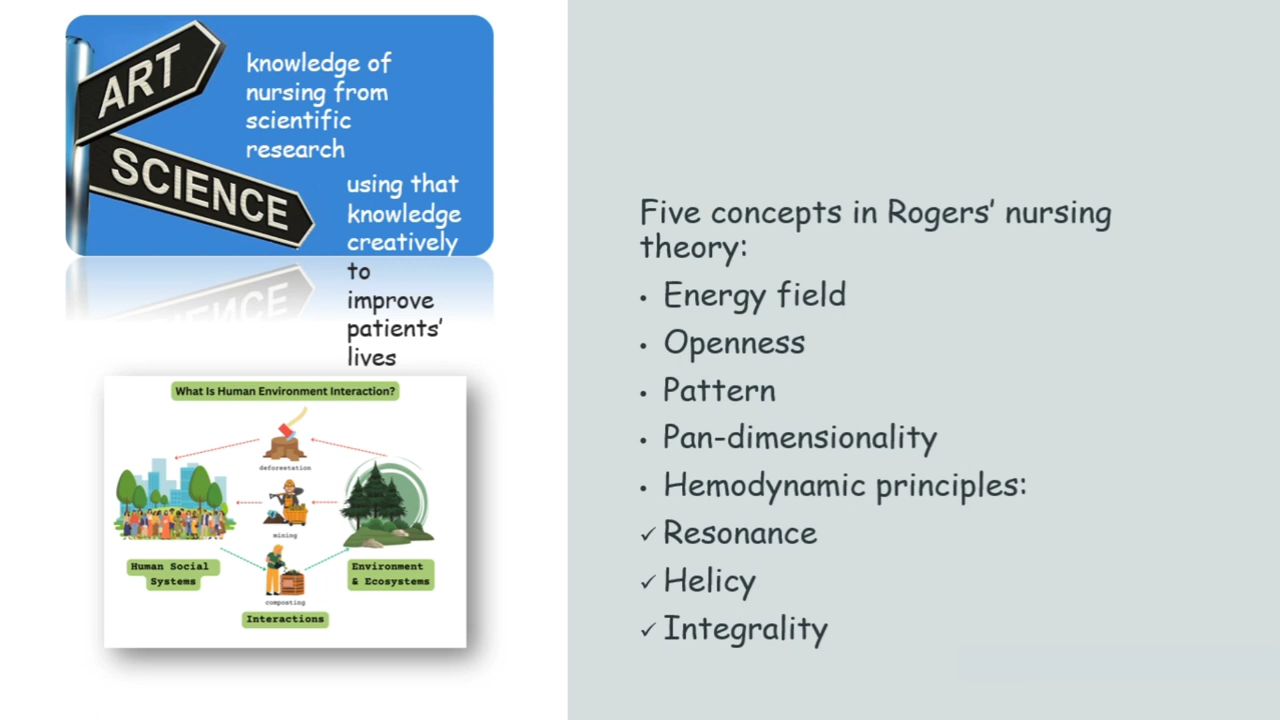 ART
SCIENCE
knowledge of
nursing from
scientific
research
using that
knowledge
creatively
to
improve
patients'
lives
SCIENCE
What Is Human Environment Interaction?
deforestation
mining
composting
Human Social
Systems
Environment
& Ecosystems
Interactions
Five concepts in Rogers' nursing
theory:
• Energy field
• Openness
• Pattern
• Pan-dimensionality
• Hemodynamic principles:
✓ Resonance
✓ Helicy
✓ Integrality